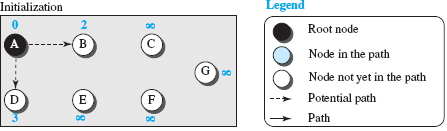 Initialization
Legend
0
2
∞
A
B
C
G
∞
D
E
F
3
∞
∞
Root node
Node in the path
Node not yet in the path
Potential path
Path